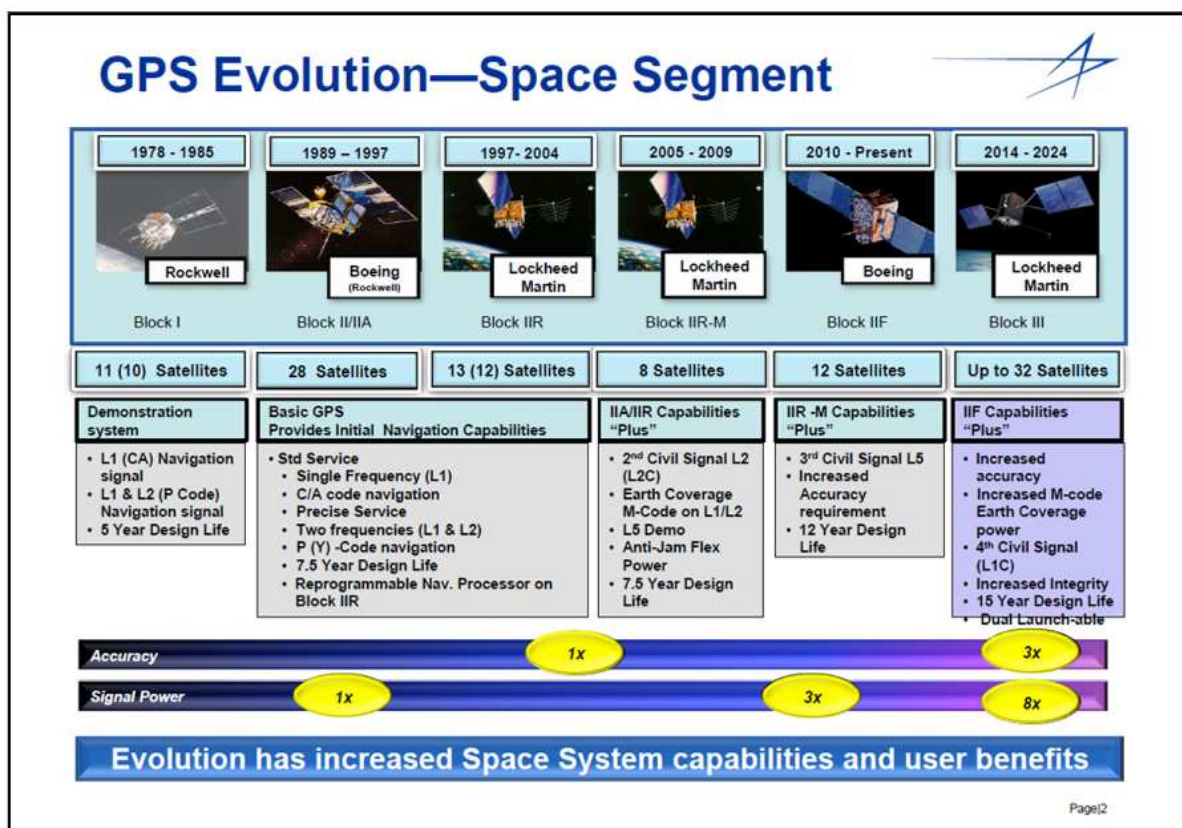 GPS Evolution—Space Segment
1978 - 1985
1989 – 1997
1997- 2004
2005 - 2009
2010 - Present
2014 - 2024
Rockwell
Boeing
(Rockwell)
Lockheed
Martin
Lockheed
Martin
Boeing
Lockheed
Martin
Block I
Block II/IIA
Block IIR
Block IIR-M
Block IIF
Block III
11 (10) Satellites
28 Satellites
13 (12) Satellites
8 Satellites
12 Satellites
Up to 32 Satellites
Demonstration
system
• L1 (CA) Navigation
signal
• L1 & L2 (P Code)
Navigation signal
• 5 Year Design Life
Basic GPS
Provides Initial Navigation Capabilities
• Std Service
• Single Frequency (L1)
• C/A code navigation
• Precise Service
• Two frequencies (L1 & L2)
• P (Y) -Code navigation
• 7.5 Year Design Life
• Reprogrammable Nav. Processor on
Block IIR
IIA/IIR Capabilities
“Plus”
• 2nd Civil Signal L2
(L2C)
• Earth Coverage
M-Code on L1/L2
• L5 Demo
• Anti-Jam Flex
Power
• 7.5 Year Design
Life
IIR -M Capabilities
“Plus”
• 3rd Civil Signal L5
• Increased
Accuracy
requirement
• 12 Year Design
Life
IIF Capabilities
“Plus”
• Increased
accuracy
• Increased M-code
Earth Coverage
power
• 4th Civil Signal
(L1C)
• Increased Integrity
• 15 Year Design Life
• Dual Launch-able
Accuracy
1x
3x
Signal Power
1x
3x
8x
Evolution has increased Space System capabilities and user benefits
Page|2